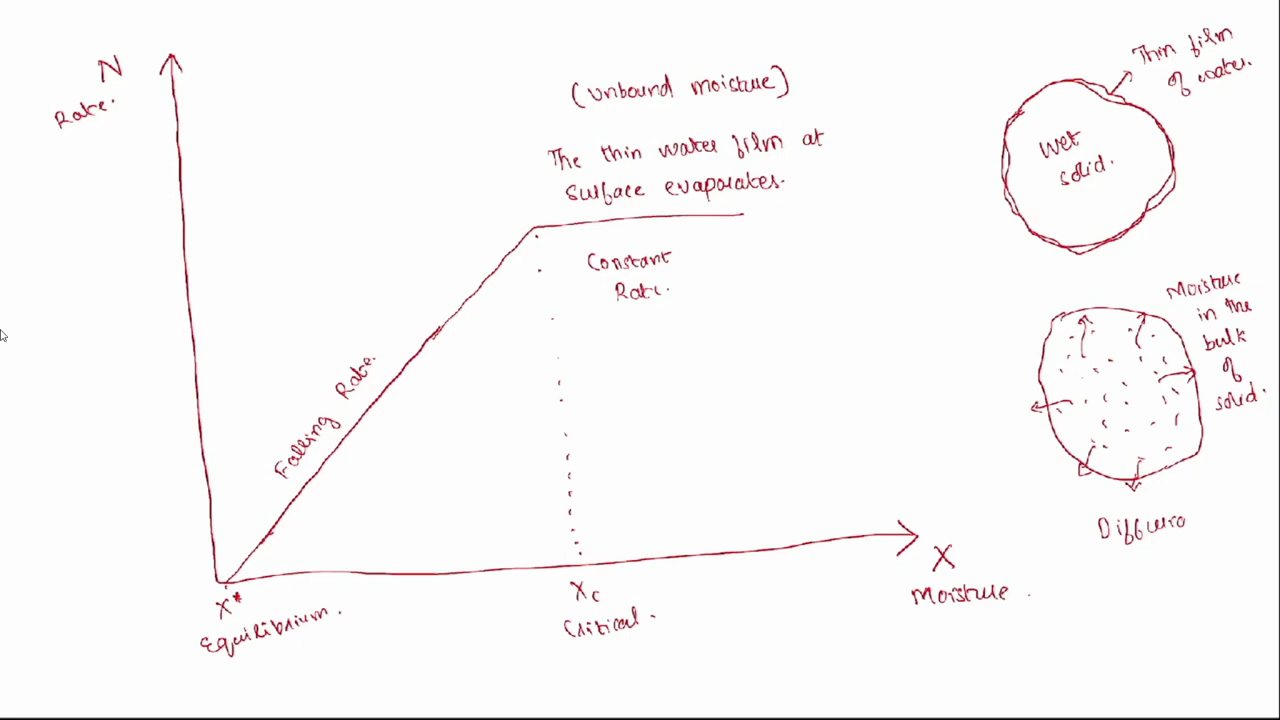 N
Rate.
(unbound moisture)
The thin water film at
surface evaporates.
Constant
Rate.
Falling Rate.
X*
Equilibrium.
Xc
Critical.
X
Moisture.
Thin film
of water.
Wet
solid.
Moisture
in the
bulk
of
solid.
Diffusio